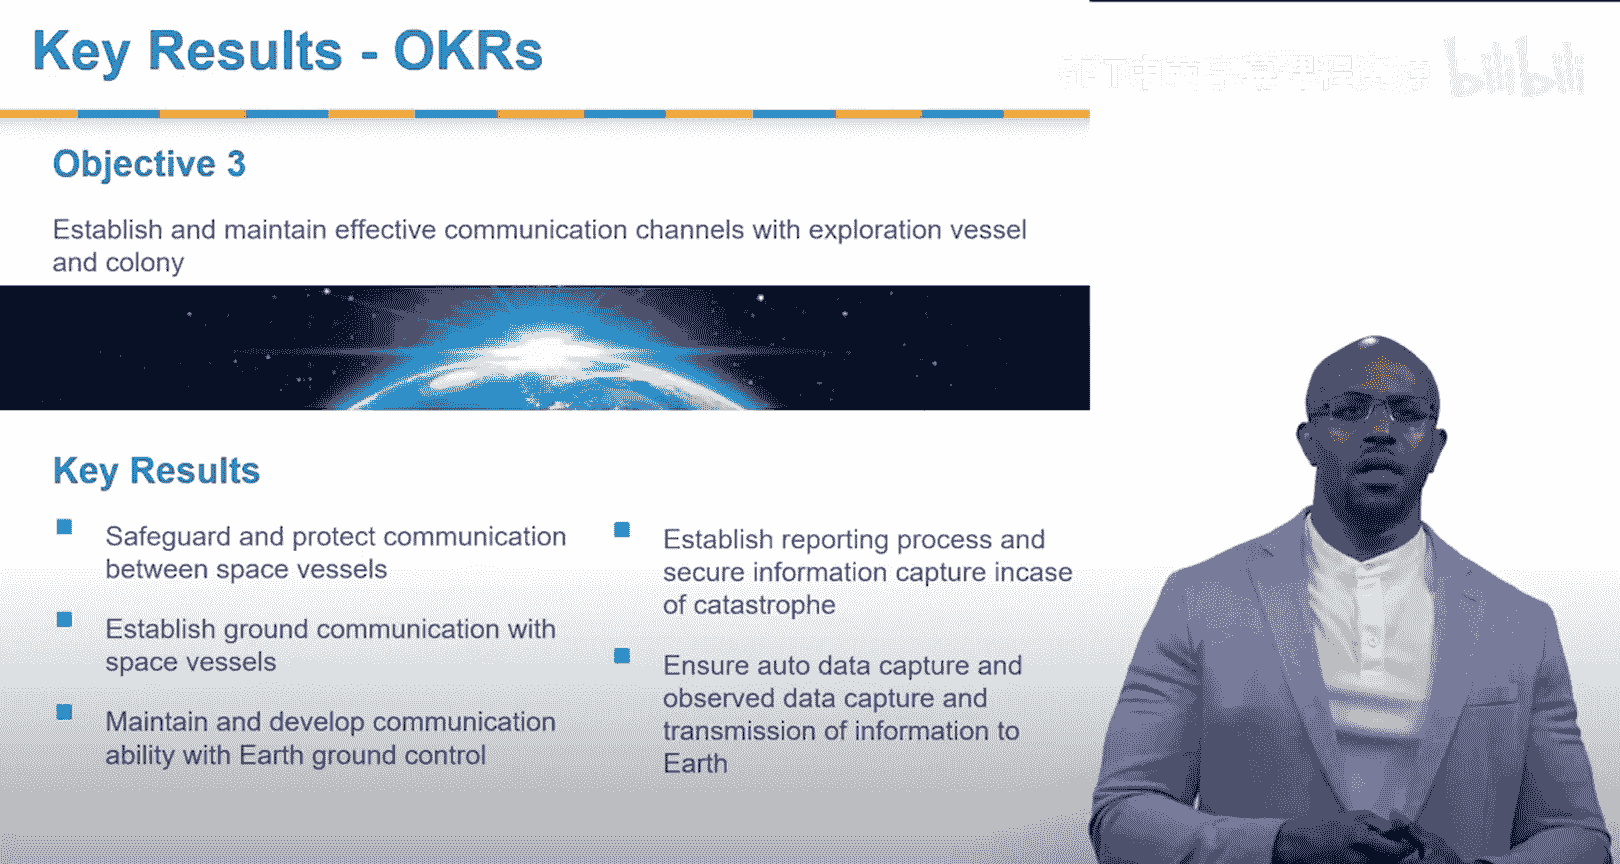 Key Results - OKRs
bilibili
Objective 3
Establish and maintain effective communication channels with exploration vessel
and colony
Key Results
Safeguard and protect communication
between space vessels
Establish ground communication with
space vessels
Maintain and develop communication
ability with Earth ground control
Establish reporting process and
secure information capture incase
of catastrophe
Ensure auto data capture and
observed data capture and
transmission of information to
Earth